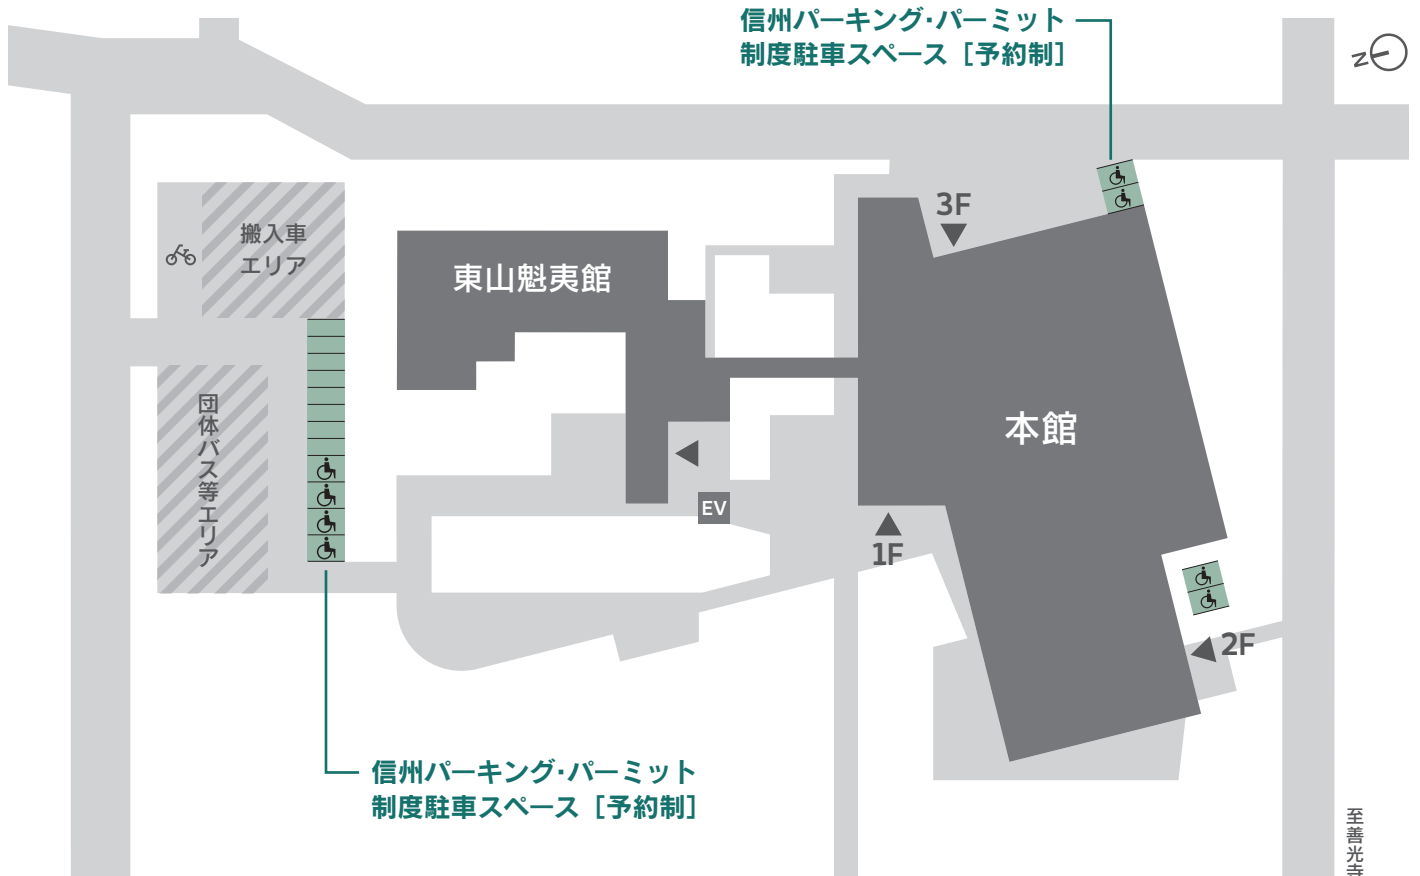 信州パーキング・パーミット
制度駐車スペース［予約制］
N
3F
搬入車
エリア
東山魁夷館
団体バス等エリア
本館
EV
1F
2F
信州パーキング・パーミット
制度駐車スペース［予約制］
至善光寺